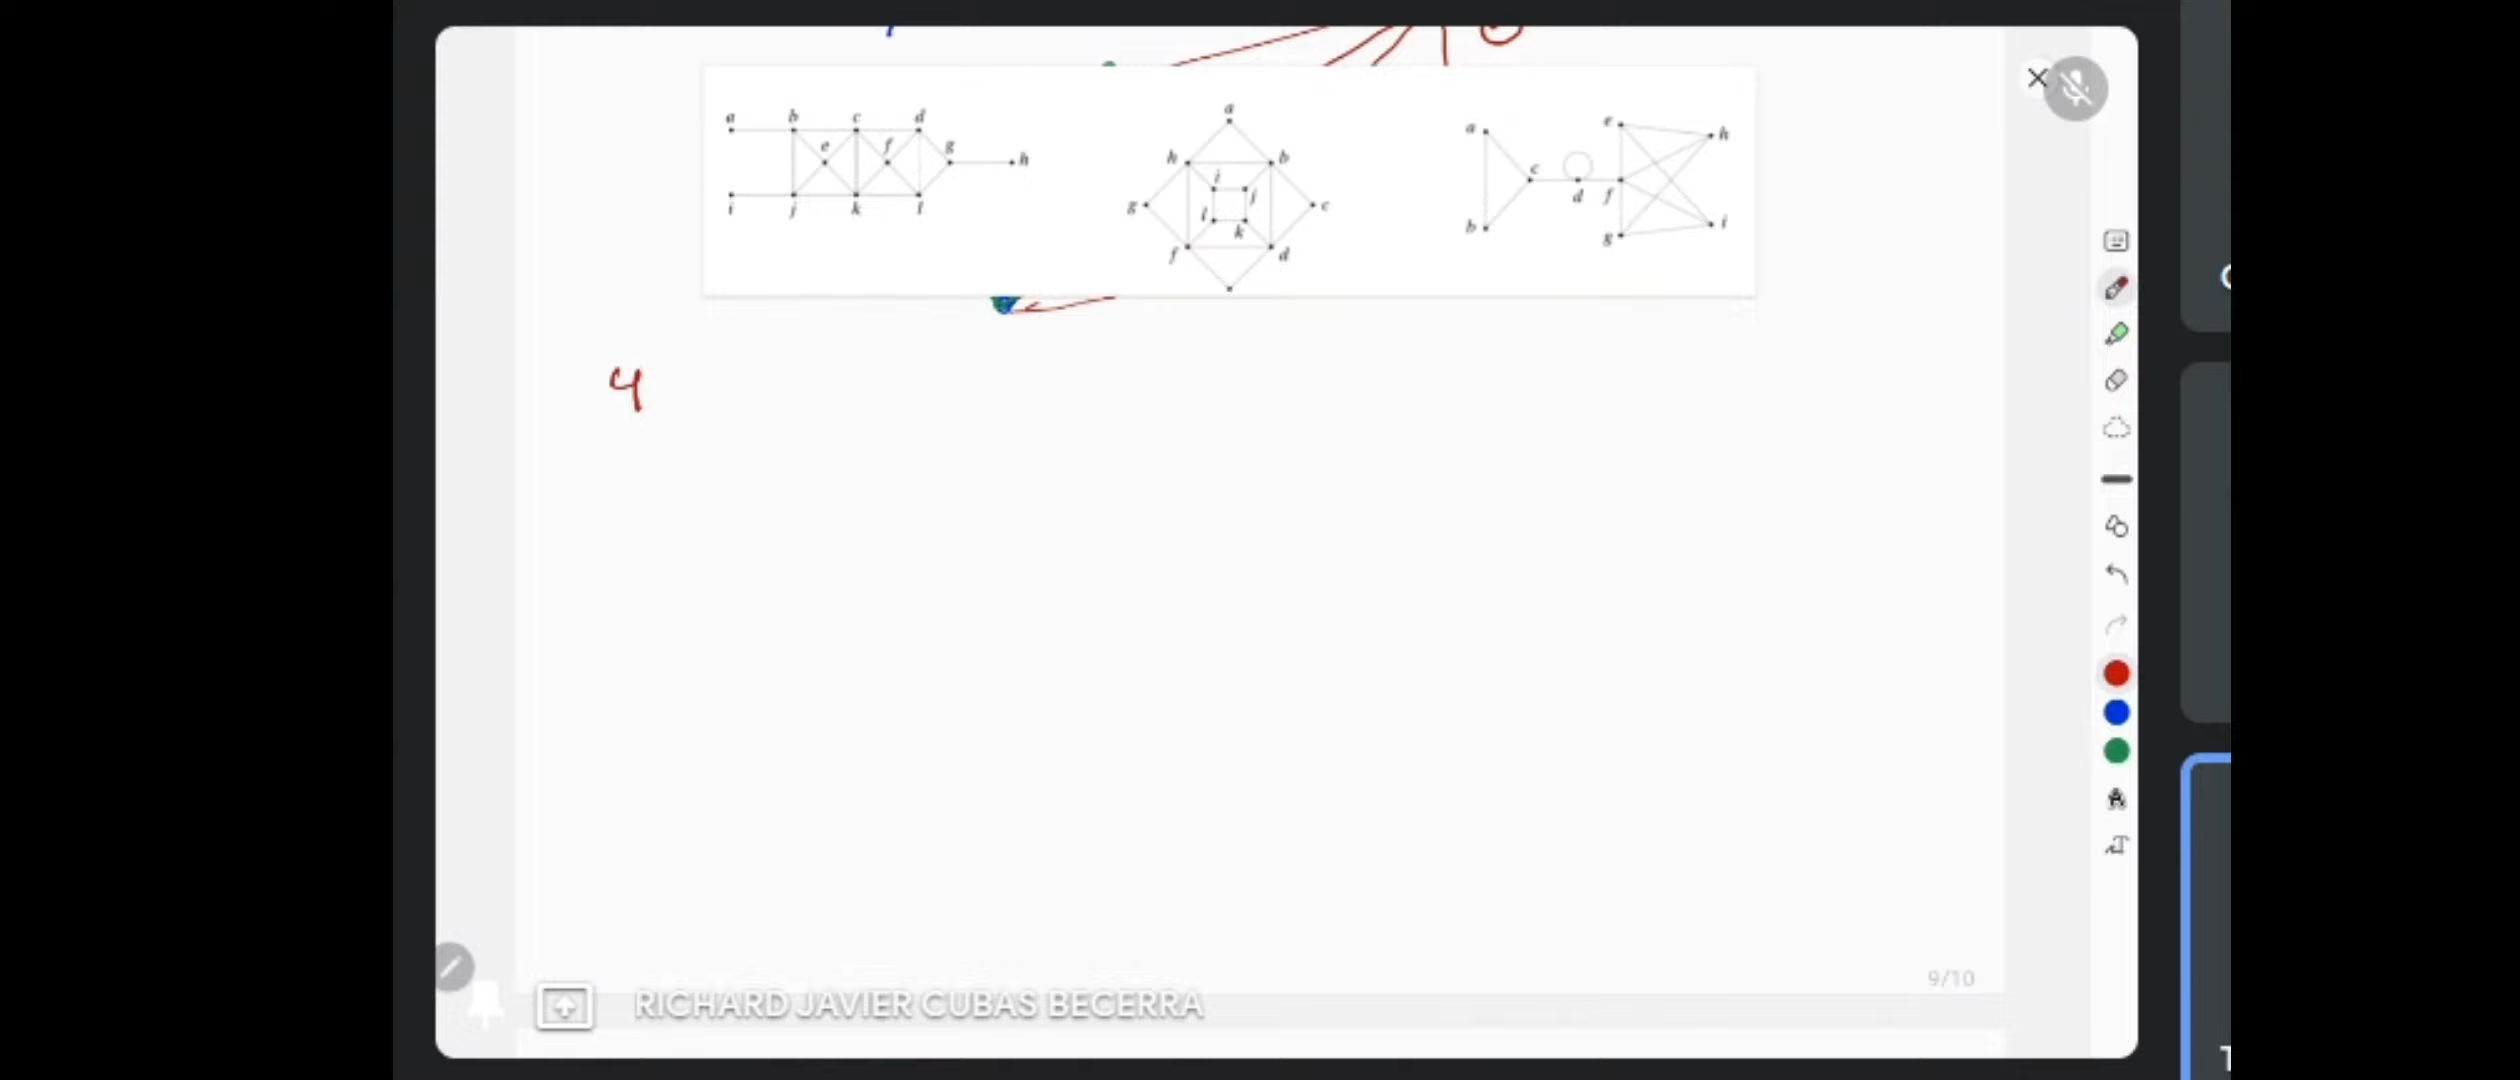 a b c d
e f g h
i j k l
a
h b
i j
g l c
k
f d
e h
a
c
d f
b g i
4
9/10
RICHARD JAVIER CUBAS BECERRA